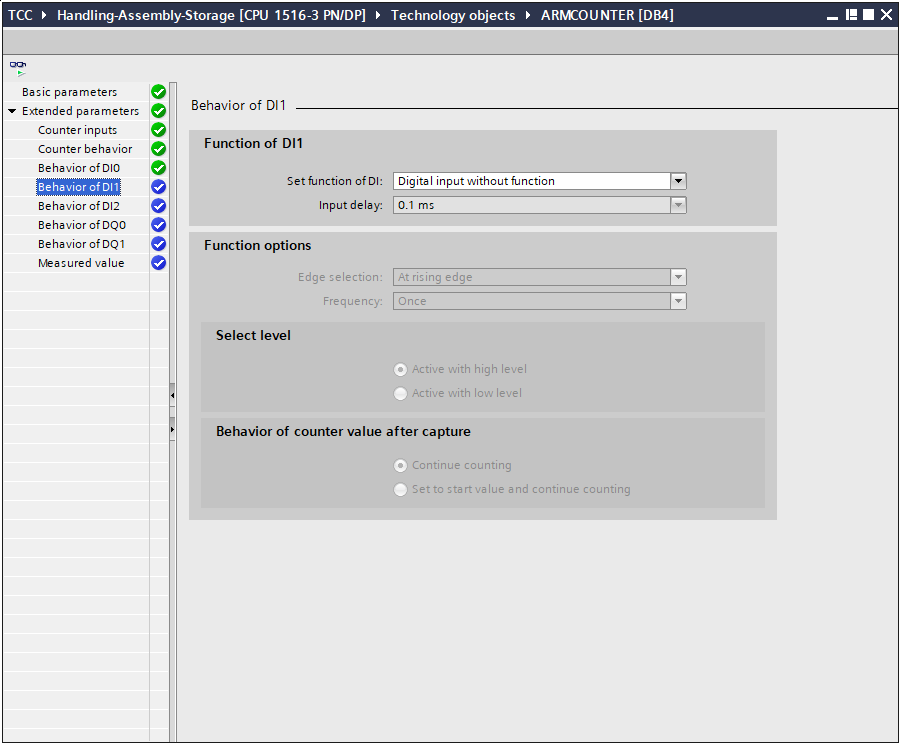 TCC Handling-Assembly-Storage [CPU 1516-3 PN/DP] Technology objects ARMCOUNTER [DB4]
Basic parameters
Extended parameters
Counter inputs
Counter behavior
Behavior of DI0
Behavior of DI1
Behavior of DI2
Behavior of DQ0
Behavior of DQ1
Measured value
Behavior of DI1
Function of DI1
Set function of DI: Digital input without function
Input delay: 0.1 ms
Function options
Edge selection: At rising edge
Frequency: Once
Select level
Active with high level
Active with low level
Behavior of counter value after capture
Continue counting
Set to start value and continue counting